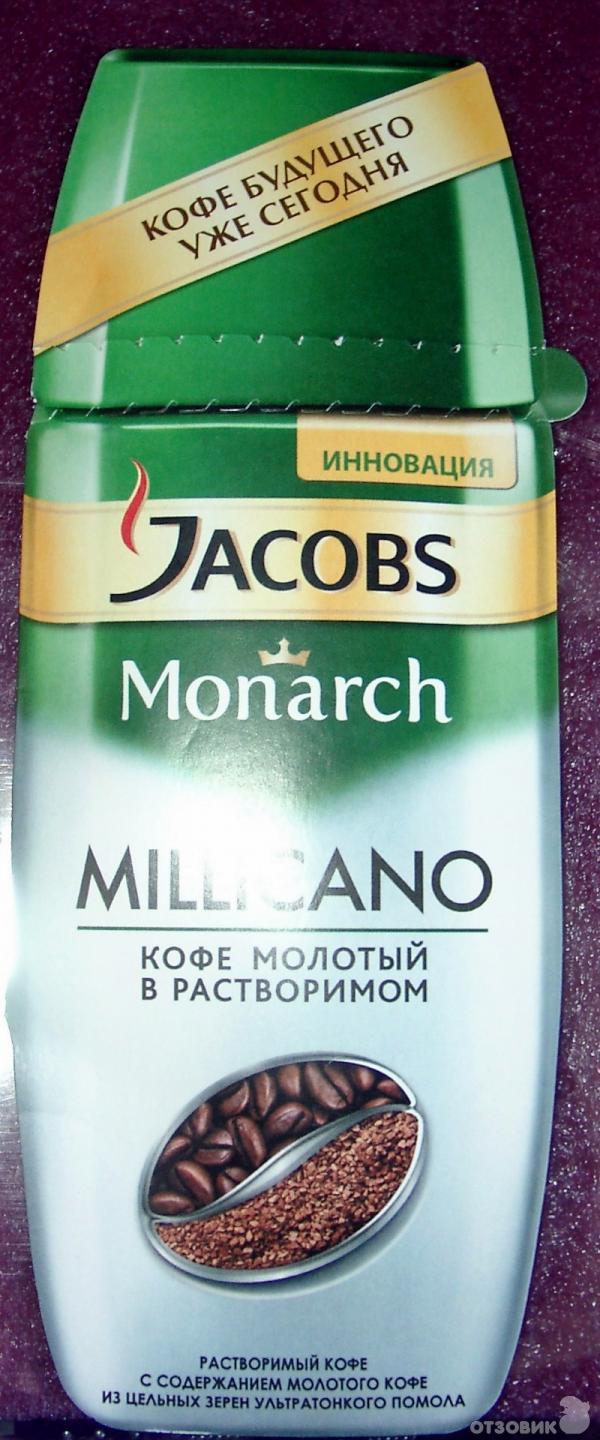 КОФЕ БУДУЩЕГО
УЖЕ СЕГОДНЯ
ИННОВАЦИЯ
JACOBS
Monarch
MILLICANO
КОФЕ МОЛОТЫЙ
В РАСТВОРИМОМ
РАСТВОРИМЫЙ КОФЕ
С СОДЕРЖАНИЕМ МОЛОТОГО КОФЕ
ИЗ ЦЕЛЬНЫХ ЗЕРЕН УЛЬТРАТОНКОГО ПОМОЛА
ОТЗОВИК